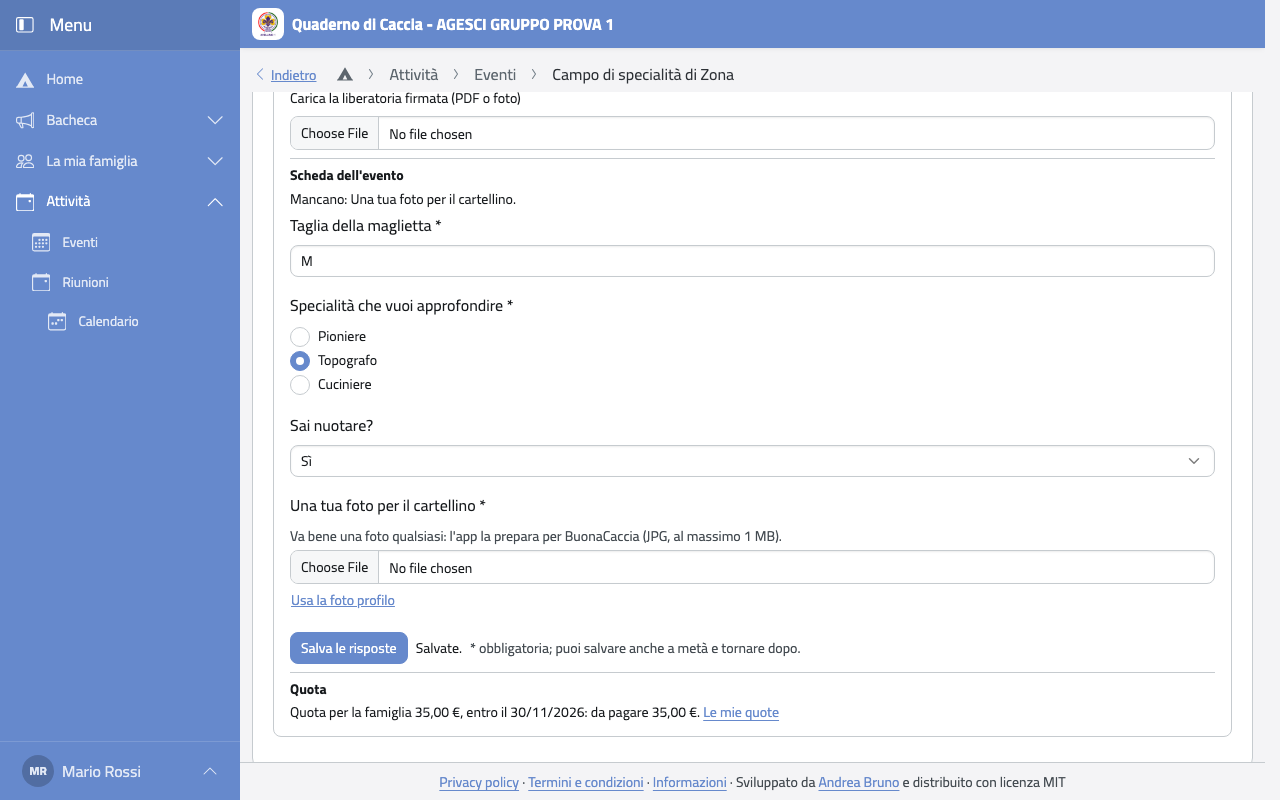 Menu
Quaderno di Caccia - AGESCI GRUPPO PROVA 1
Indietro
Attività
Eventi
Campo di specialità di Zona
Home
Bacheca
La mia famiglia
Attività
Eventi
Riunioni
Calendario
Carica la liberatoria firmata (PDF o foto)
Choose File No file chosen
Scheda dell'evento
Mancano: Una tua foto per il cartellino.
Taglia della maglietta *
M
Specialità che vuoi approfondire *
Pioniere
Topografo
Cuciniere
Sai nuotare?
Sì
Una tua foto per il cartellino *
Va bene una foto qualsiasi: l'app la prepara per BuonaCaccia (JPG, al massimo 1 MB).
Choose File No file chosen
Usa la foto profilo
Salva le risposte Salvate. * obbligatoria; puoi salvare anche a metà e tornare dopo.
Quota
Quota per la famiglia 35,00 €, entro il 30/11/2026: da pagare 35,00 €. Le mie quote
MR Mario Rossi
Privacy policy · Termini e condizioni · Informazioni · Sviluppato da Andrea Bruno e distribuito con licenza MIT